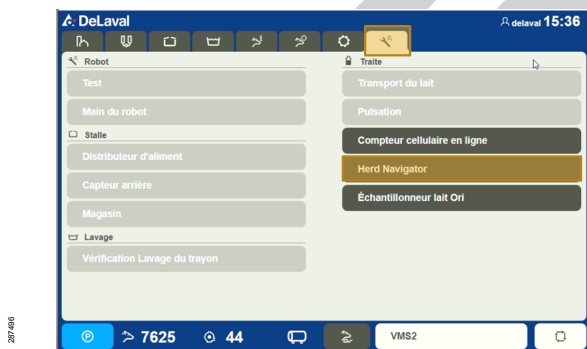 DeLaval
delaval 15:36
Robot
Test
Main du robot
Stalle
Distributeur d'aliment
Capteur arrière
Magasin
Lavage
Vérification Lavage du trayon
Traite
Transport du lait
Pulsation
Compteur cellulaire en ligne
Herd Navigator
Échantillonneur lait Ori
P 7625 44 VMS2
287496